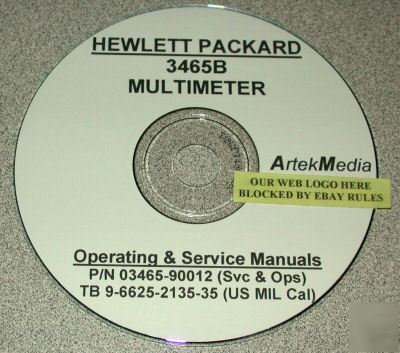 HEWLETT PACKARD
3465B
MULTIMETER
ArtekMedia
OUR WEB LOGO HERE
BLOCKED BY EBAY RULES
Operating & Service Manuals
P/N 03465-90012 (Svc & Ops)
TB 9-6625-2135-35 (US MIL Cal)